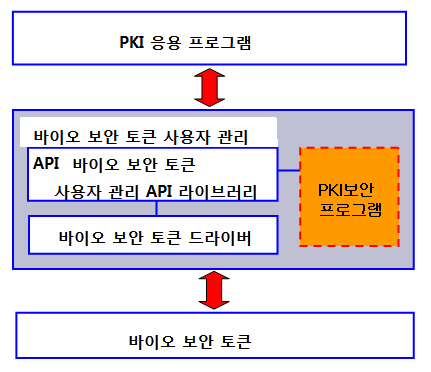 PKI 응용 프로그램
바이오 보안 토큰 사용자 관리
API 바이오 보안 토큰
사용자 관리 API 라이브러리
PKI보안
프로그램
바이오 보안 토큰 드라이버
바이오 보안 토큰